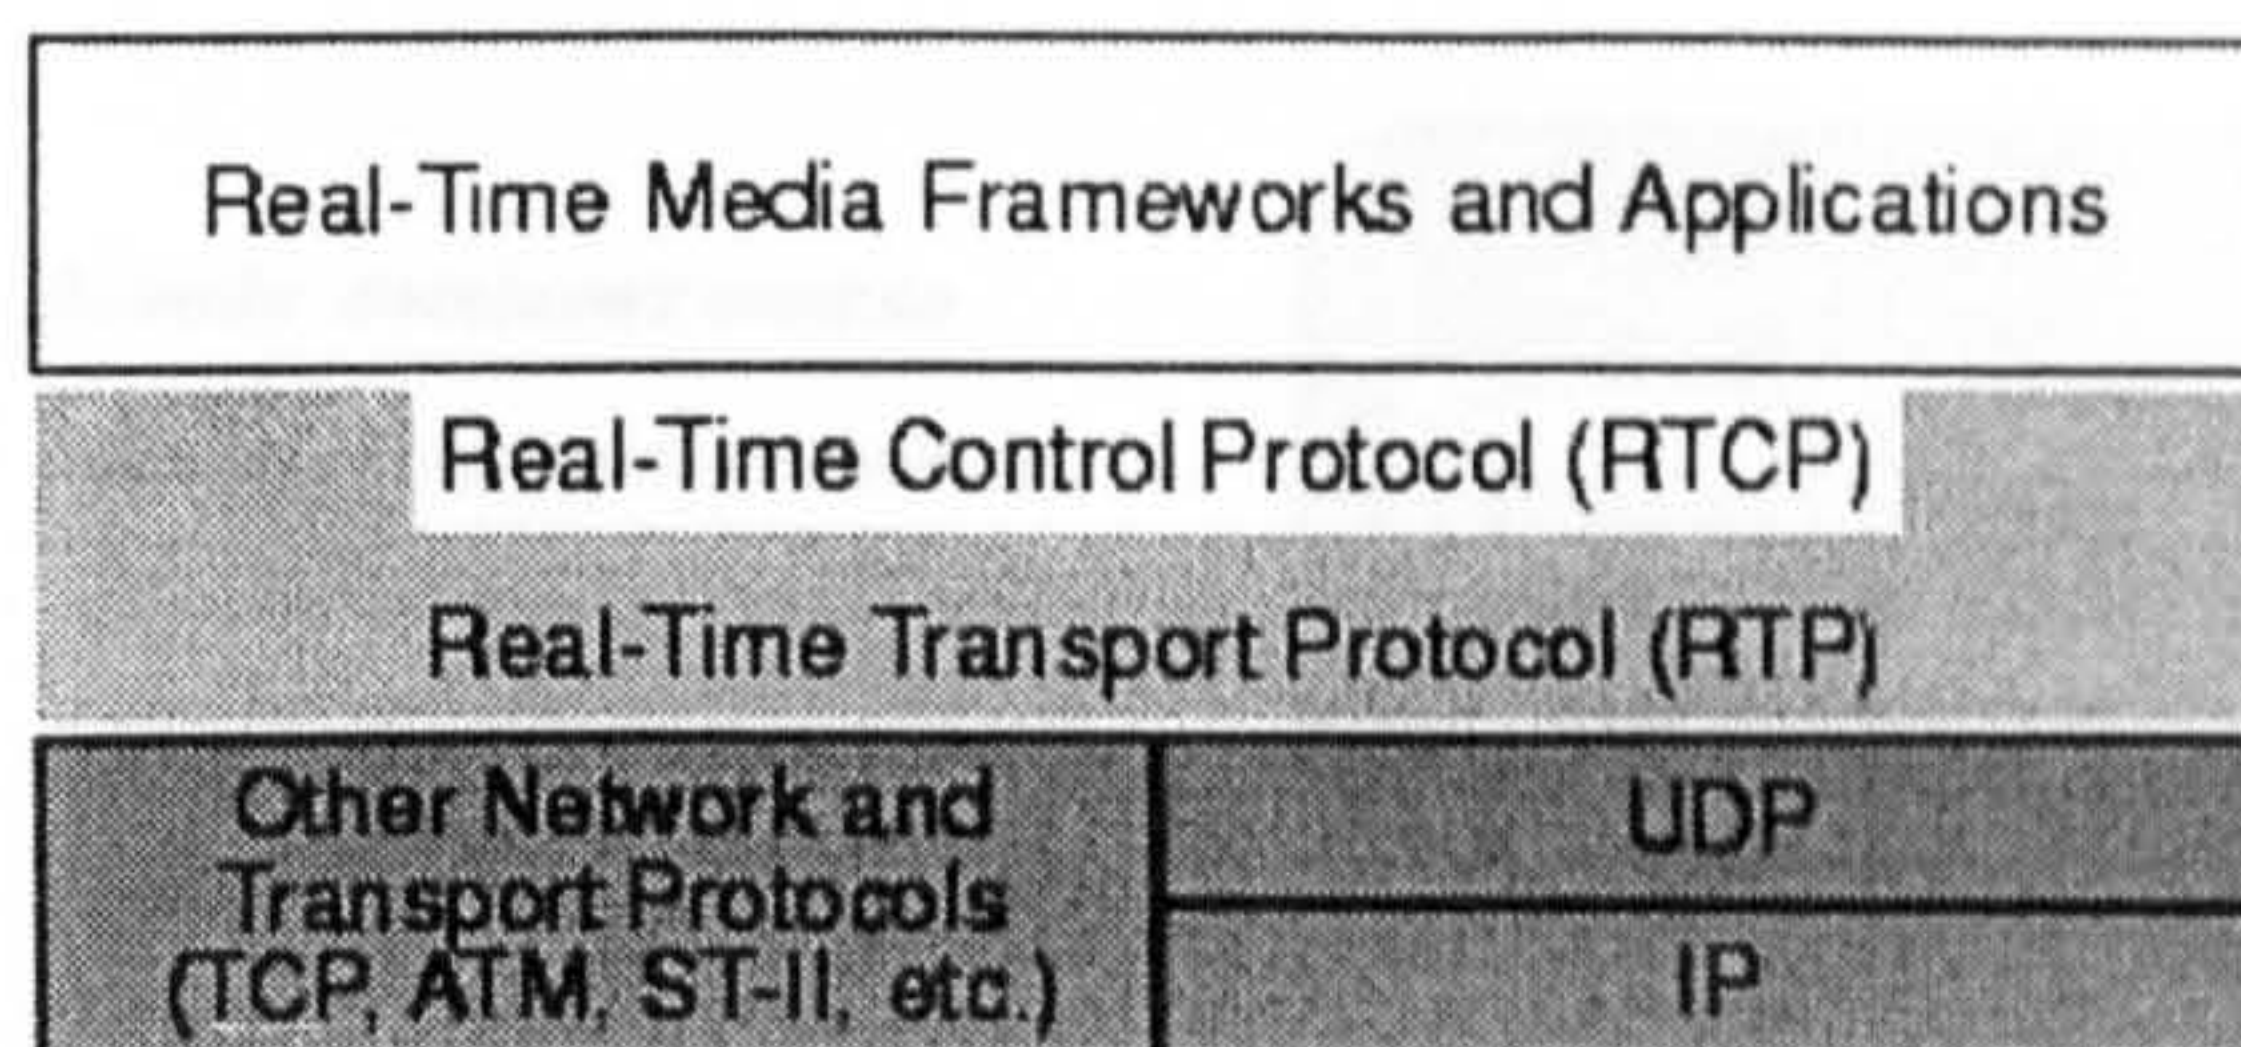 Real-Time Media Frameworks and Applications
Real-Time Control Protocol (RTCP)
Real-Time Transport Protocol (RTP)
Other Network and
Transport Protocols
(TCP, ATM, ST-II, etc.)
UDP
IP